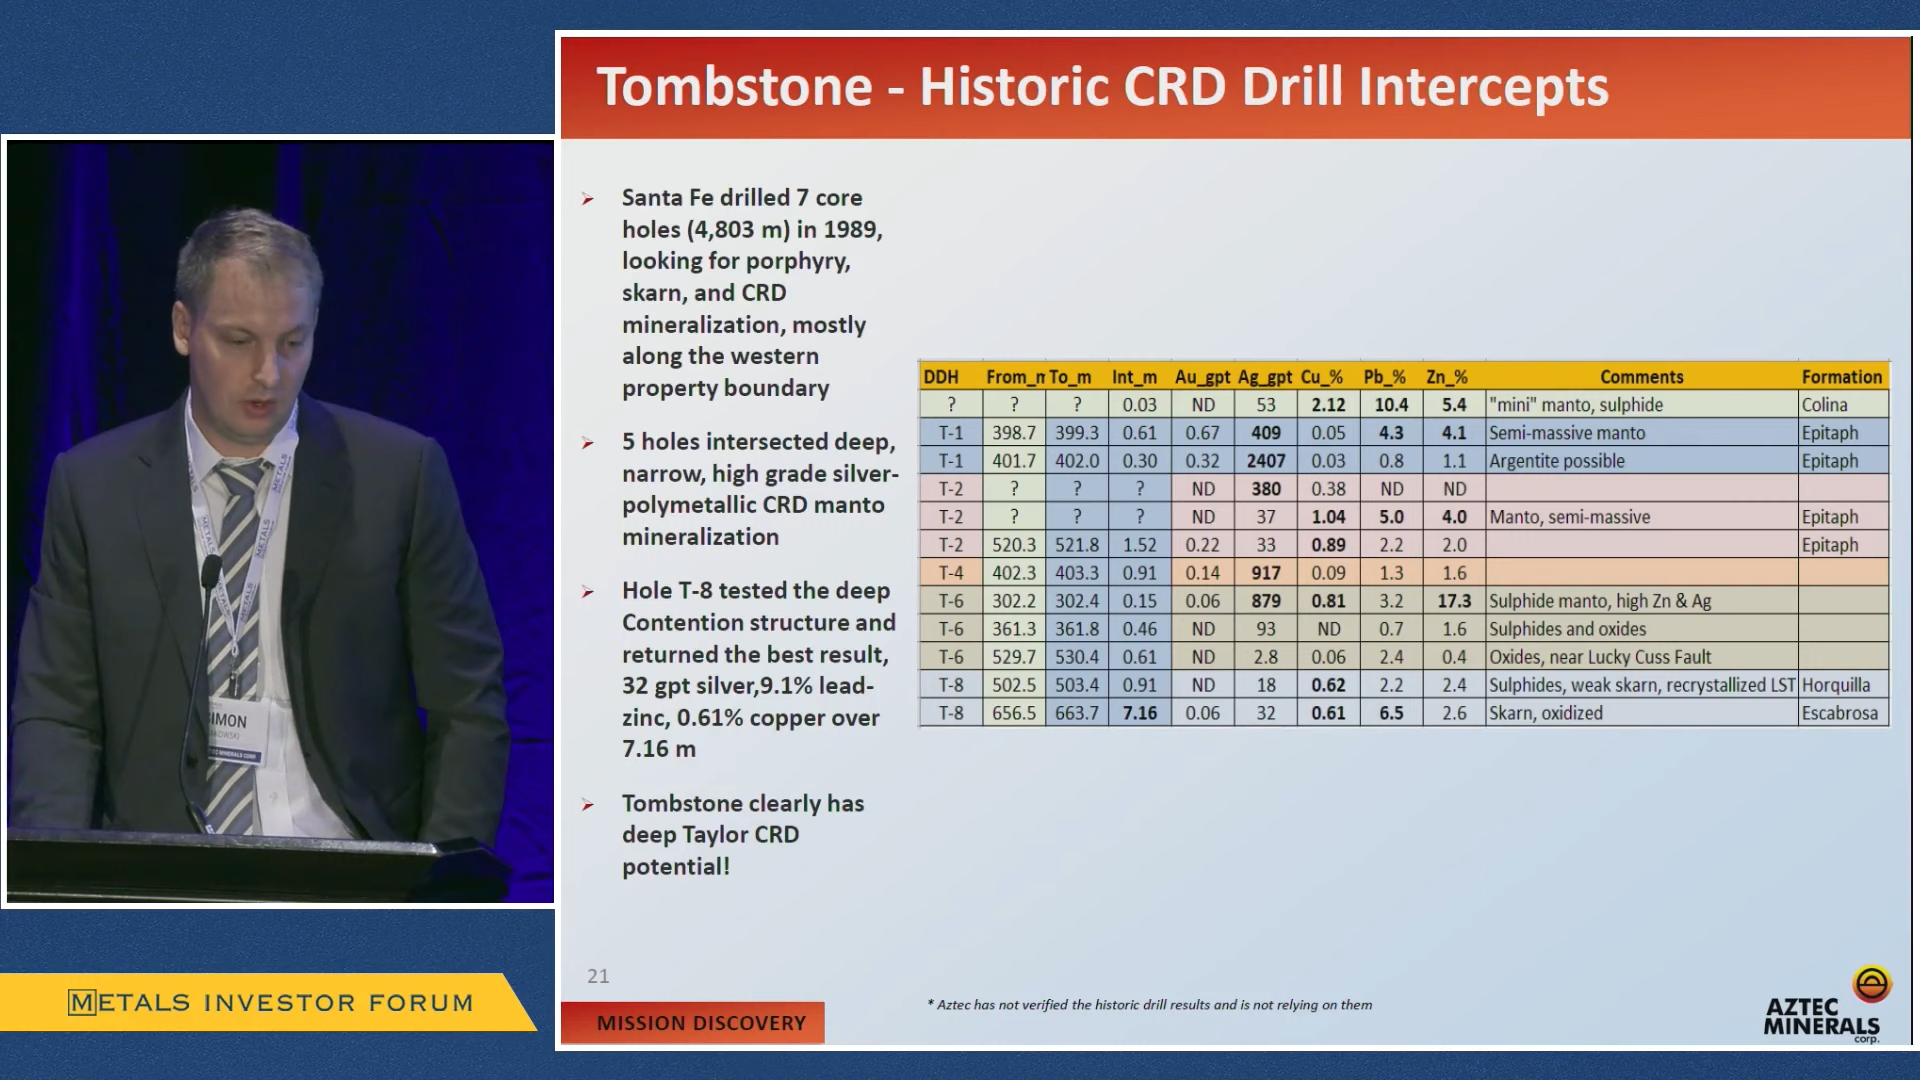 Tombstone - Historic CRD Drill Intercepts
Santa Fe drilled 7 core
holes (4,803 m) in 1989,
looking for porphyry,
skarn, and CRD
mineralization, mostly
along the western
property boundary
5 holes intersected deep,
narrow, high grade silver-
polymetallic CRD manto
mineralization
Hole T-8 tested the deep
Contention structure and
returned the best result,
32 gpt silver,9.1% lead-
zinc, 0.61% copper over
7.16 m
Tombstone clearly has
deep Taylor CRD
potential!
DDH From_m To_m Int_m Au_gpt Ag_gpt Cu_% Pb_% Zn_% Comments Formation
? ? ? 0.03 ND 53 2.12 10.4 5.4 "mini" manto, sulphide Colina
T-1 398.7 399.3 0.61 0.67 409 0.05 4.3 4.1 Semi-massive manto Epitaph
T-1 401.7 402.0 0.30 0.32 2407 0.03 0.8 1.1 Argentite possible Epitaph
T-2 ? ? ? ND 380 0.38 ND ND
T-2 ? ? ? ND 37 1.04 5.0 4.0 Manto, semi-massive Epitaph
T-2 520.3 521.8 1.52 0.22 33 0.89 2.2 2.0 Epitaph
T-4 402.3 403.3 0.91 0.14 917 0.09 1.3 1.6
T-6 302.2 302.4 0.15 0.06 879 0.81 3.2 17.3 Sulphide manto, high Zn & Ag
T-6 361.3 361.8 0.46 ND 93 ND 0.7 1.6 Sulphides and oxides
T-6 529.7 530.4 0.61 ND 2.8 0.06 2.4 0.4 Oxides, near Lucky Cuss Fault
T-8 502.5 503.4 0.91 ND 18 0.62 2.2 2.4 Sulphides, weak skarn, recrystallized LST Horquilla
T-8 656.5 663.7 7.16 0.06 32 0.61 6.5 2.6 Skarn, oxidized Escabrosa
21
* Aztec has not verified the historic drill results and is not relying on them
MISSION DISCOVERY
AZTEC
MINERALS
corp.
METALS INVESTOR FORUM
METALS
METALS
SIMON